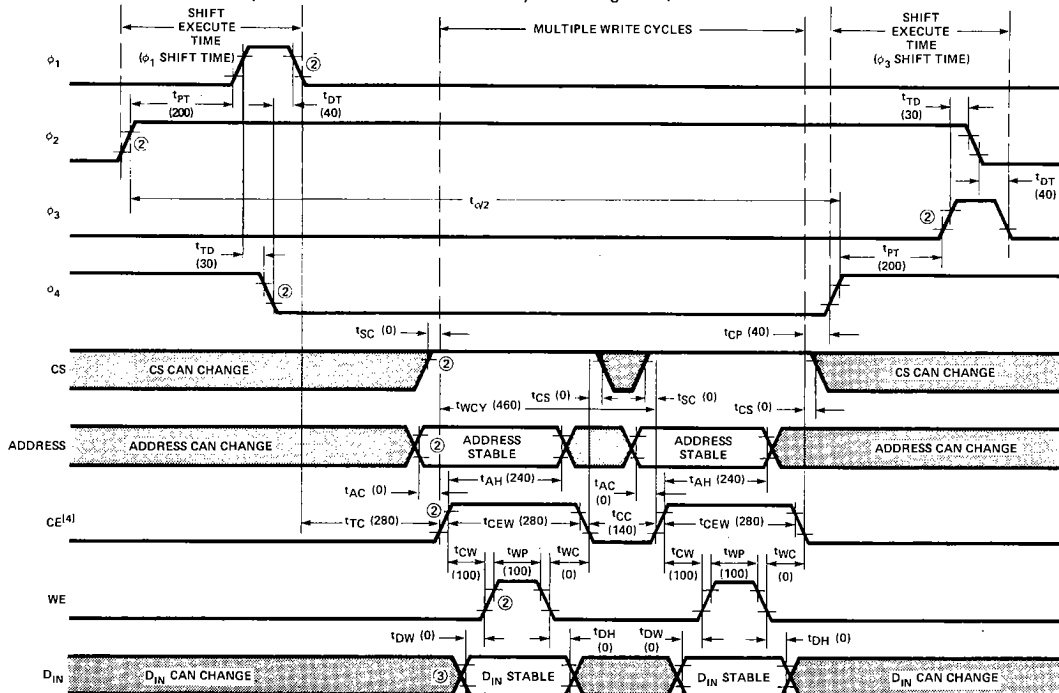 SHIFT
EXECUTE
TIME
(ϕ1 SHIFT TIME)
MULTIPLE WRITE CYCLES
SHIFT
EXECUTE
TIME
(ϕ3 SHIFT TIME)
ϕ1
②
tPT
(200)
tDT
(40)
tTD
(30)
ϕ2
②
tDT
(40)
tϕ/2
ϕ3
②
tTD
(30)
tPT
(200)
ϕ4
②
tSC (0)
tCP (40)
CS
CS CAN CHANGE
②
CS CAN CHANGE
tCS (0)
tSC (0)
tCS (0)
tWCY (460)
ADDRESS
ADDRESS CAN CHANGE
②
ADDRESS
STABLE
ADDRESS
STABLE
ADDRESS CAN CHANGE
tAH (240)
tAC
(0)
tAH (240)
tAC (0)
CE[4]
②
tTC (280)
tCEW (280)
tCC
(140)
tCEW (280)
tCW
(100)
tWP
(100)
tWC
(0)
tCW
(100)
tWP
(100)
tWC
(0)
WE
②
tDW (0)
tDH
(0)
tDW
(0)
tDH (0)
DIN
DIN CAN CHANGE
③
DIN STABLE
DIN STABLE
DIN CAN CHANGE